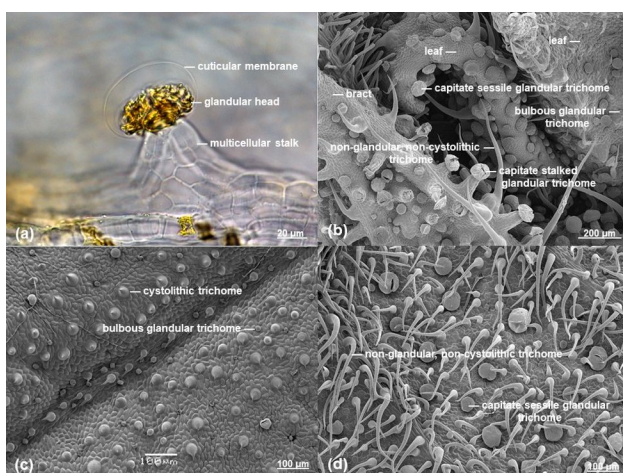 cuticular membrane
glandular head
multicellular stalk
(a)
20 µm
leaf
leaf
capitate sessile glandular trichome
bract
bulbous glandular
trichome
non-glandular, non-cystolithic
trichome
capitate stalked
glandular trichome
(b)
200 µm
cystolithic trichome
bulbous glandular trichome
(c)
100µm
100 µm
non-glandular, non-cystolithic trichome
capitate sessile glandular
trichome
(d)
100 µm